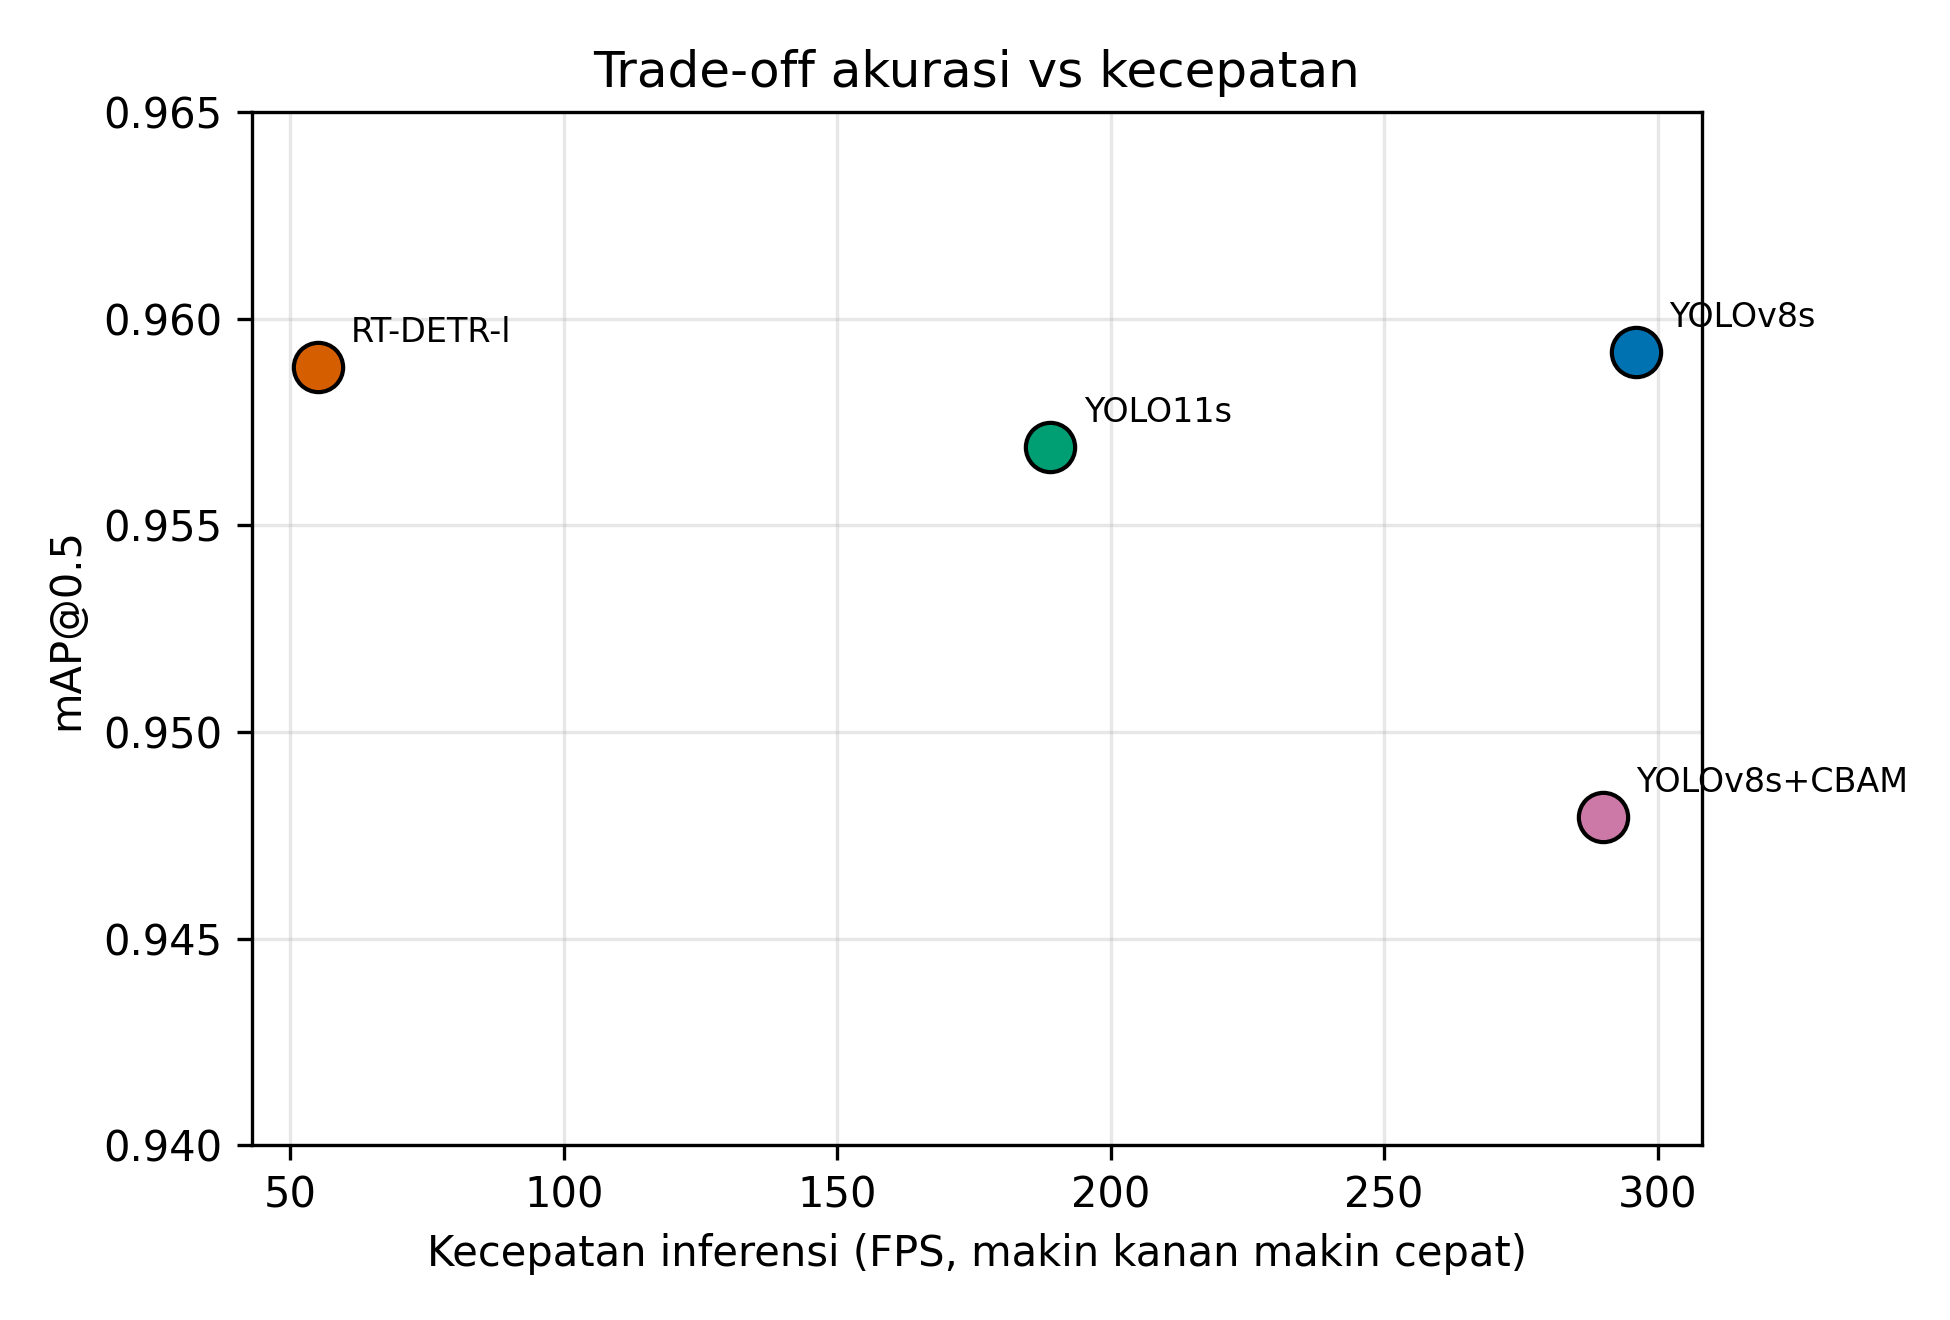 Trade-off akurasi vs kecepatan
0.965
0.960
0.955
0.950
0.945
0.940
mAP@0.5
RT-DETR-l
YOLOv8s
YOLO11s
YOLOv8s+CBAM
50 100 150 200 250 300
Kecepatan inferensi (FPS, makin kanan makin cepat)